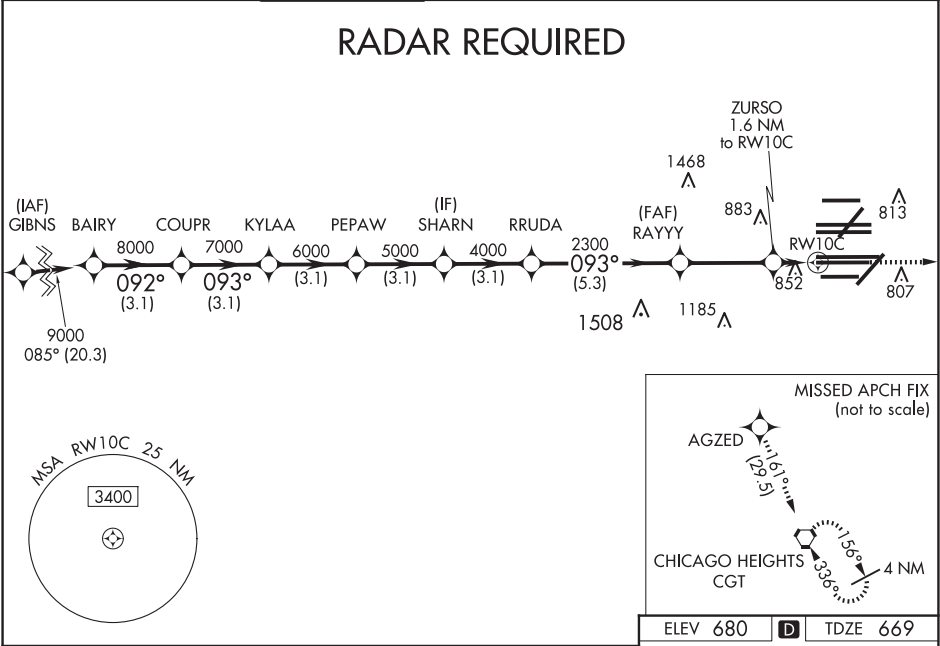 RADAR REQUIRED
ZURSO
1.6 NM
to RW10C
1468
(IAF)
GIBNS
BAIRY
COUPR
KYLAA
PEPAW
(IF)
SHARN
RRUDA
(FAF)
RAYYY
883
813
RW10C
8000
7000
6000
5000
4000
2300
092°
093°
093°
(3.1)
(3.1)
(3.1)
(3.1)
(3.1)
(5.3)
852
807
9000
085° (20.3)
1508
1185
MISSED APCH FIX
(not to scale)
AGZED
161°
(29.5)
CHICAGO HEIGHTS
CGT
156°
336°
4 NM
MSA RW10C 25 NM
3400
ELEV 680 D TDZE 669